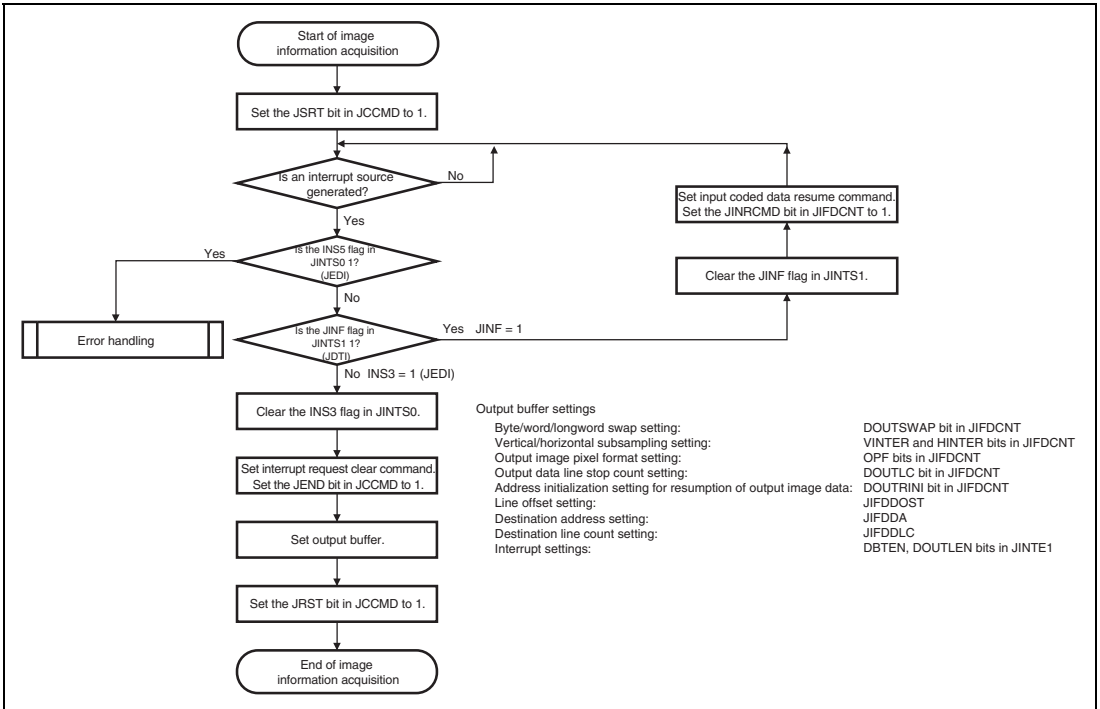 Start of image
information acquisition
Set the JSRT bit in JCCMD to 1.
Is an interrupt source
generated?
No
Yes
Set input coded data resume command.
Set the JINRCMD bit in JIFDCNT to 1.
Is the INS5 flag in
JINTS0 1?
(JEDI)
Yes
No
Clear the JINF flag in JINTS1.
Error handling
Is the JINF flag in
JINTS1 1?
(JDTI)
Yes JINF = 1
No INS3 = 1 (JEDI)
Clear the INS3 flag in JINTS0.
Set interrupt request clear command.
Set the JEND bit in JCCMD to 1.
Set output buffer.
Set the JRST bit in JCCMD to 1.
End of image
information acquisition
Output buffer settings
Byte/word/longword swap setting: DOUTSWAP bit in JIFDCNT
Vertical/horizontal subsampling setting: VINTER and HINTER bits in JIFDCNT
Output image pixel format setting: OPF bits in JIFDCNT
Output data line stop count setting: DOUTLC bit in JIFDCNT
Address initialization setting for resumption of output image data: DOUTRINI bit in JIFDCNT
Line offset setting: JIFDDOST
Destination address setting: JIFDDA
Destination line count setting: JIFDDLC
Interrupt settings: DBTEN, DOUTLEN bits in JINTE1